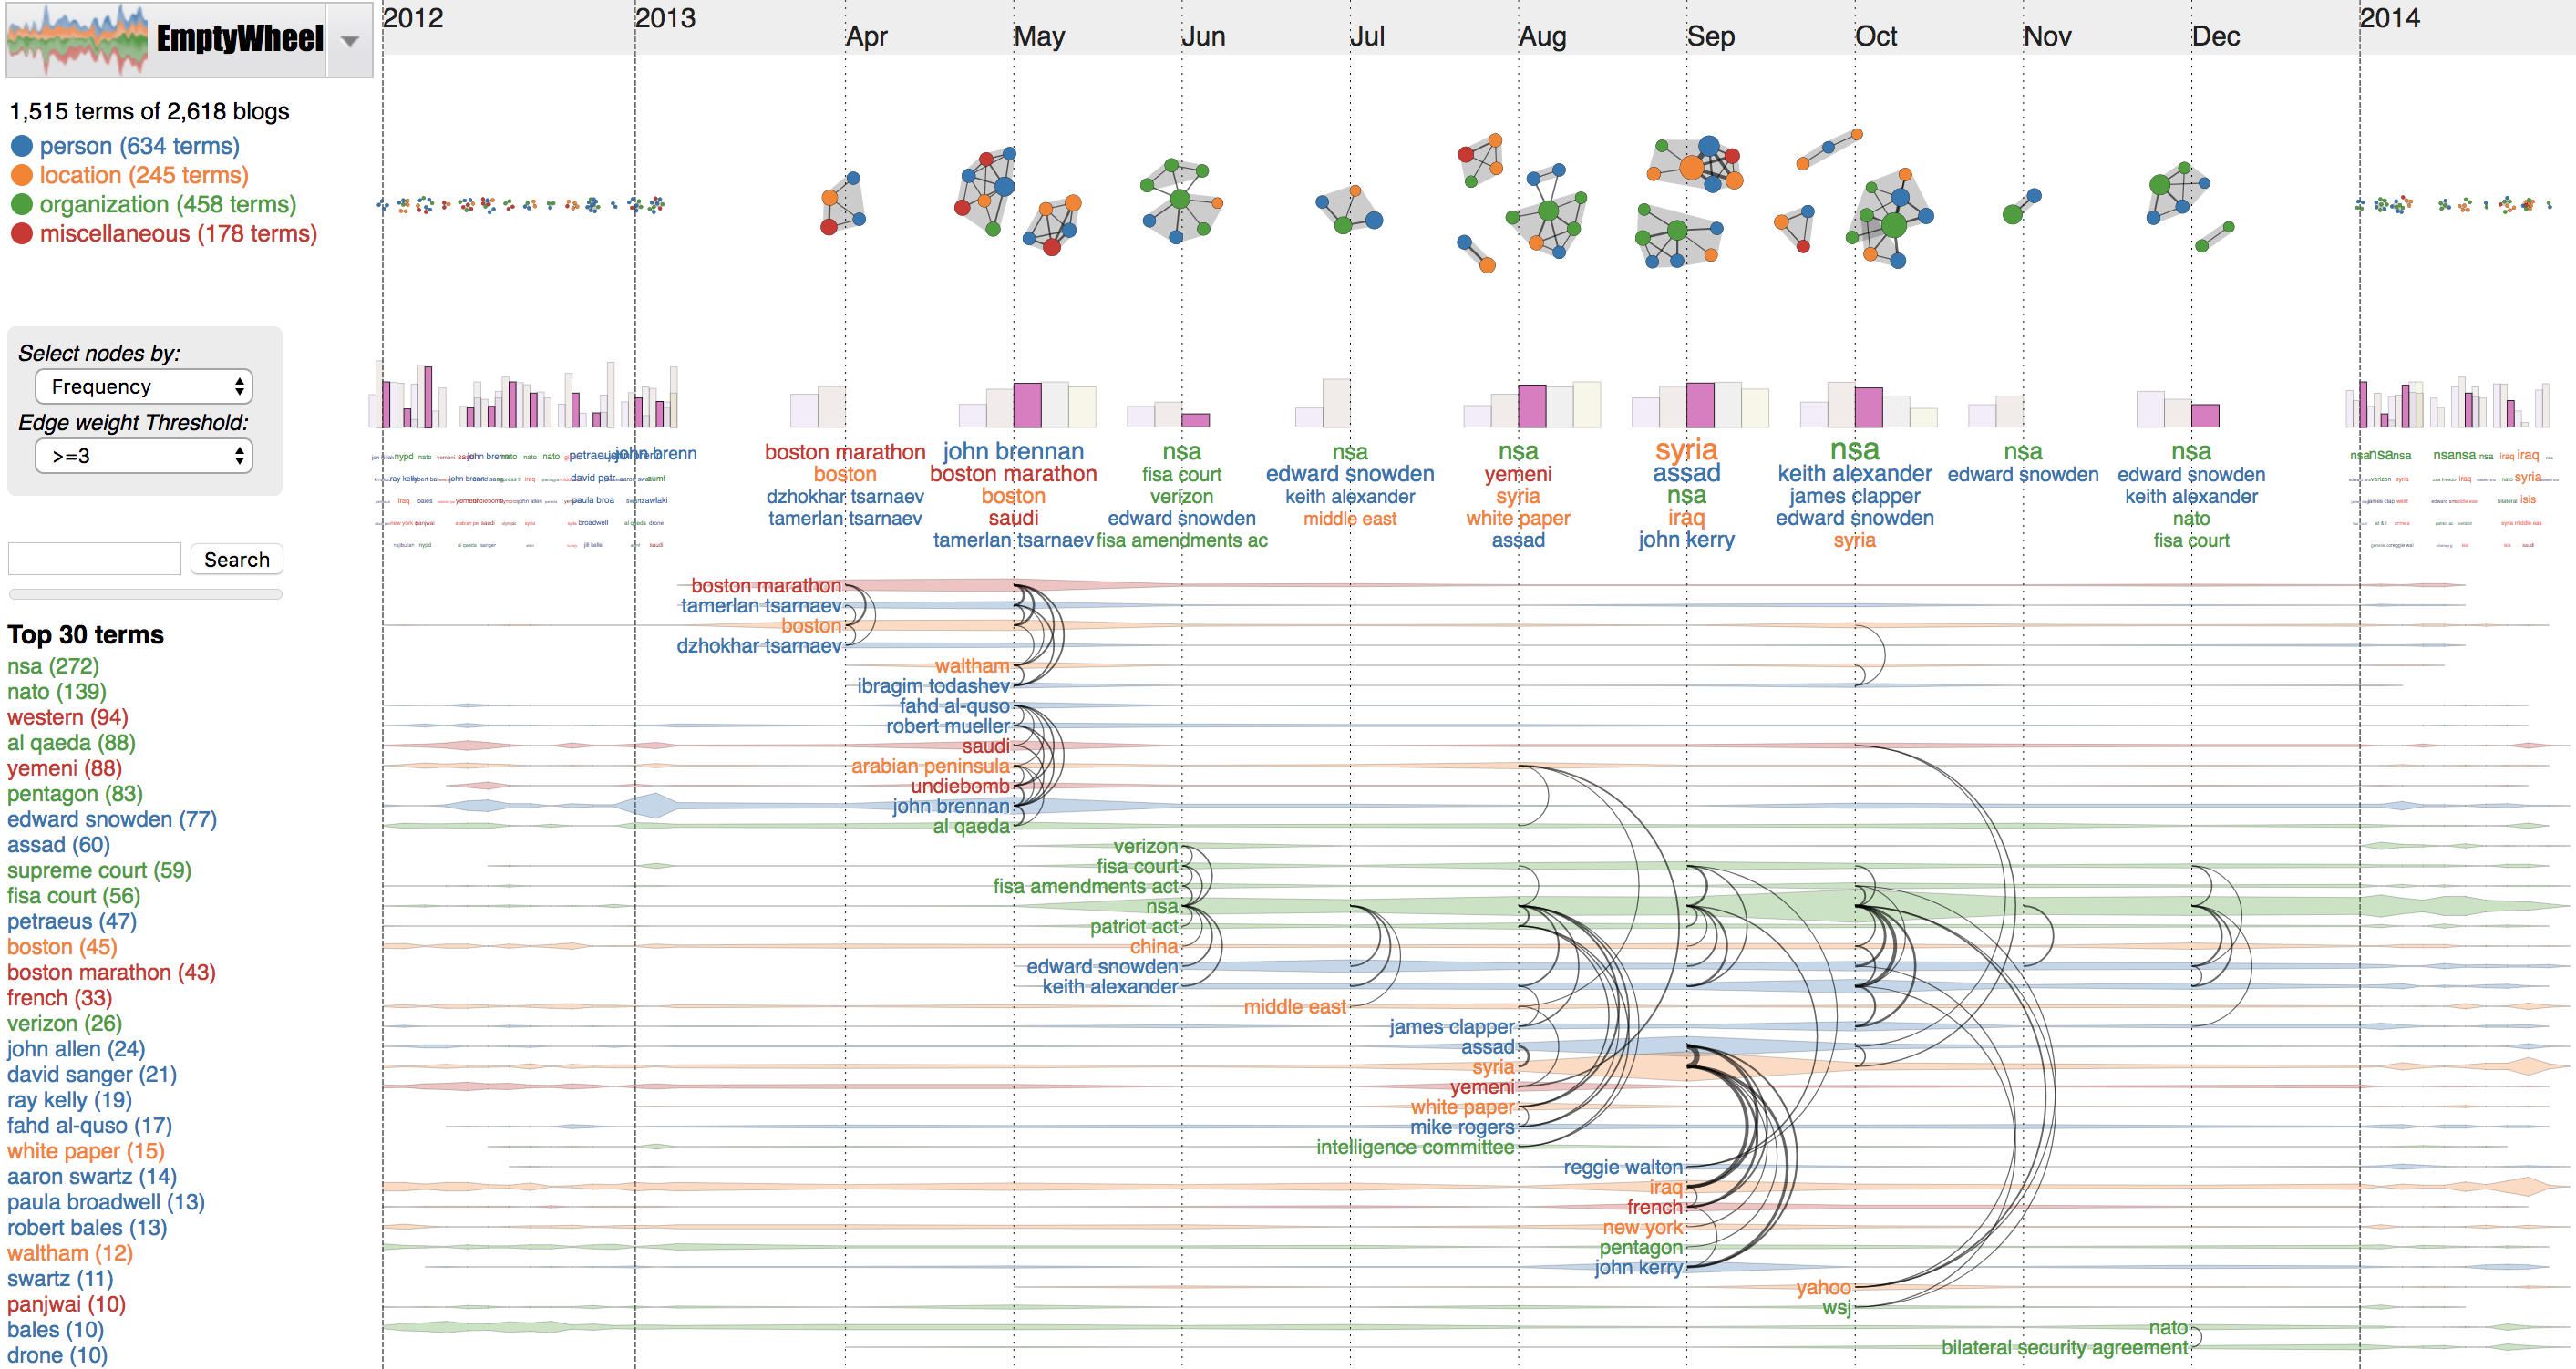 EmptyWheel
2012 2013 2014
Apr May Jun Jul Aug Sep Oct Nov Dec
1,515 terms of 2,618 blogs
person (634 terms)
location (245 terms)
organization (458 terms)
miscellaneous (178 terms)
Select nodes by:
Frequency
Edge weight Threshold:
>=3
Search
Top 30 terms
nsa (272)
nato (139)
western (94)
al qaeda (88)
yemeni (88)
pentagon (83)
edward snowden (77)
assad (60)
supreme court (59)
fisa court (56)
petraeus (47)
boston (45)
boston marathon (43)
french (33)
verizon (26)
john allen (24)
david sanger (21)
ray kelly (19)
fahd al-quso (17)
white paper (15)
aaron swartz (14)
paula broadwell (13)
robert bales (13)
waltham (12)
swartz (11)
panjwai (10)
bales (10)
drone (10)
boston marathon
boston
dzhokhar tsarnaev
tamerlan tsarnaev
john brennan
boston marathon
boston
saudi
tamerlan tsarnaev
nsa
fisa court
verizon
edward snowden
fisa amendments ac
nsa
edward snowden
keith alexander
middle east
nsa
yemeni
syria
white paper
assad
syria
assad
nsa
iraq
john kerry
nsa
keith alexander
james clapper
edward snowden
syria
nsa
edward snowden
nsa
edward snowden
keith alexander
nato
fisa court
boston marathon
tamerlan tsarnaev
boston
dzhokhar tsarnaev
waltham
ibragim todashev
fahd al-quso
robert mueller
saudi
arabian peninsula
undiebomb
john brennan
al qaeda
verizon
fisa court
fisa amendments act
nsa
patriot act
china
edward snowden
keith alexander
middle east
james clapper
assad
syria
yemeni
white paper
mike rogers
intelligence committee
reggie walton
iraq
french
new york
pentagon
john kerry
yahoo
wsj
nato
bilateral security agreement